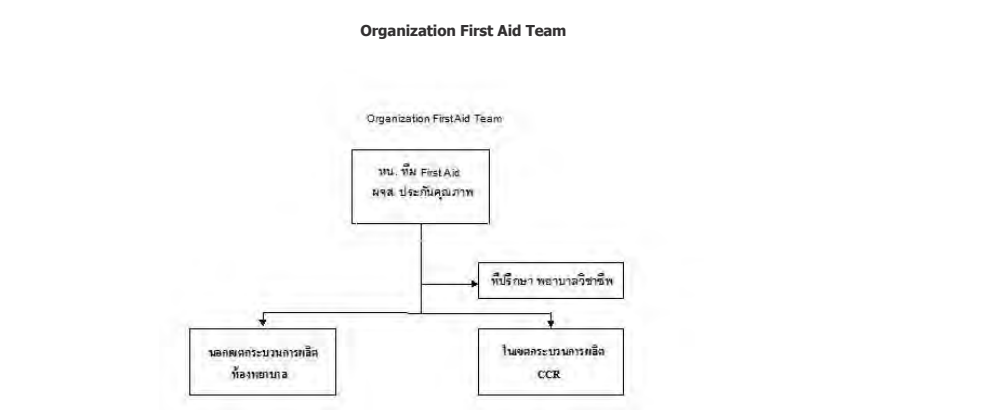 Organization First Aid Team
Organization First Aid Team
หน. ทีม First Aid
ผจส. ประกันคุณภาพ
ที่ปรึกษา พยาบาลวิชาชีพ
นอกเขตกระบวนการผลิต
ห้องพยาบาล
ในเขตกระบวนการผลิต
CCR